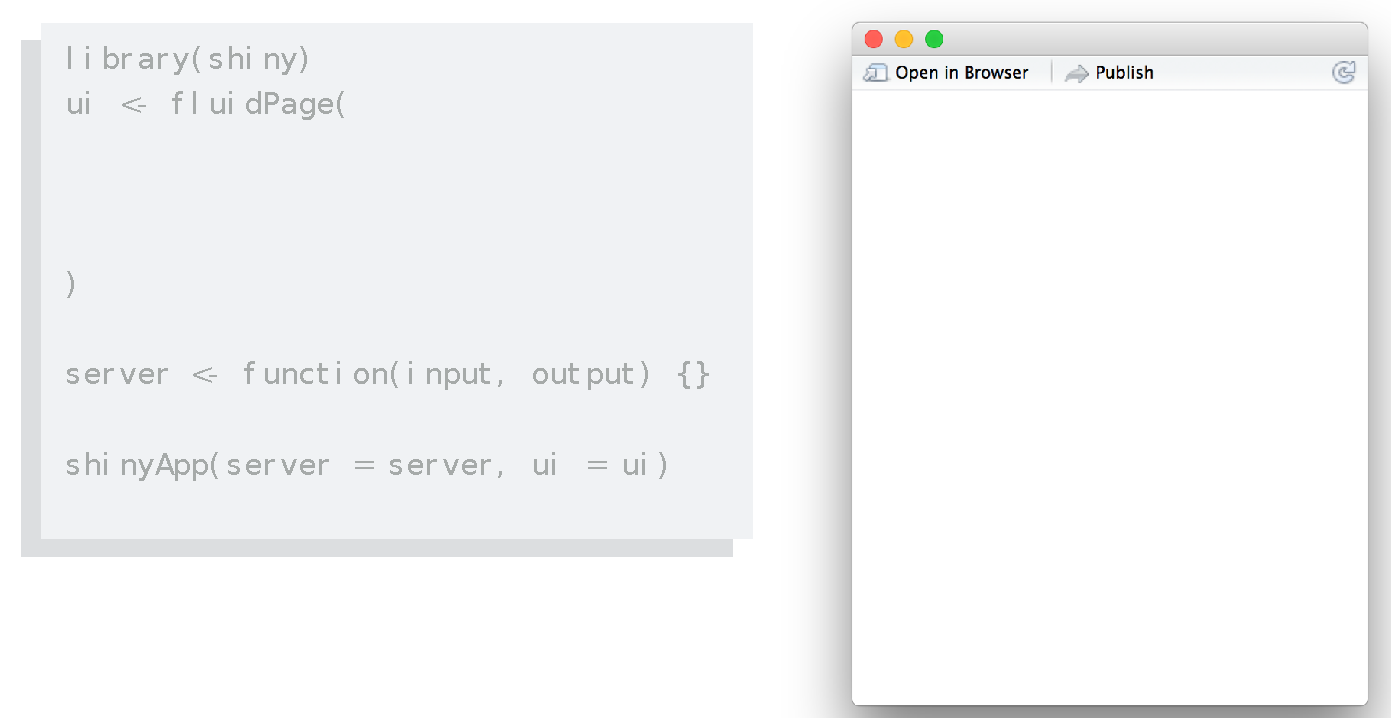 library(shiny)
ui <- fluidPage(
)
server <- function(input, output) {}
shinyApp(server = server, ui = ui)
Open in Browser
Publish